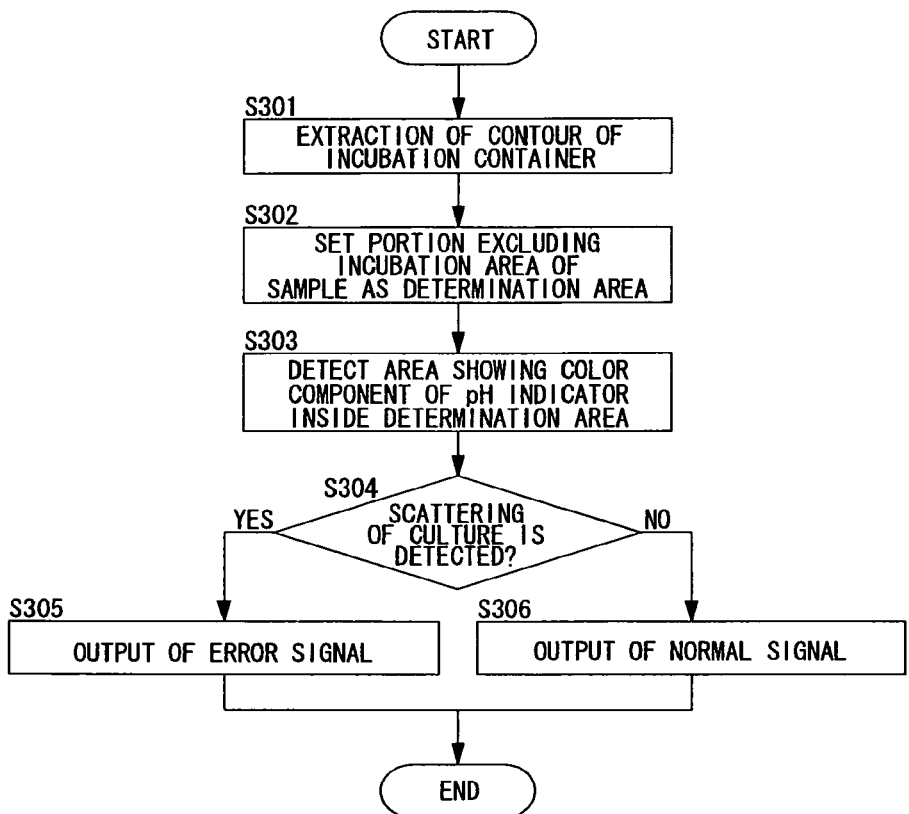 START
S301
EXTRACTION OF CONTOUR OF
INCUBATION CONTAINER
S302
SET PORTION EXCLUDING
INCUBATION AREA OF
SAMPLE AS DETERMINATION AREA
S303
DETECT AREA SHOWING COLOR
COMPONENT OF pH INDICATOR
INSIDE DETERMINATION AREA
S304
YES
SCATTERING
OF CULTURE IS
DETECTED?
NO
S305
OUTPUT OF ERROR SIGNAL
S306
OUTPUT OF NORMAL SIGNAL
END